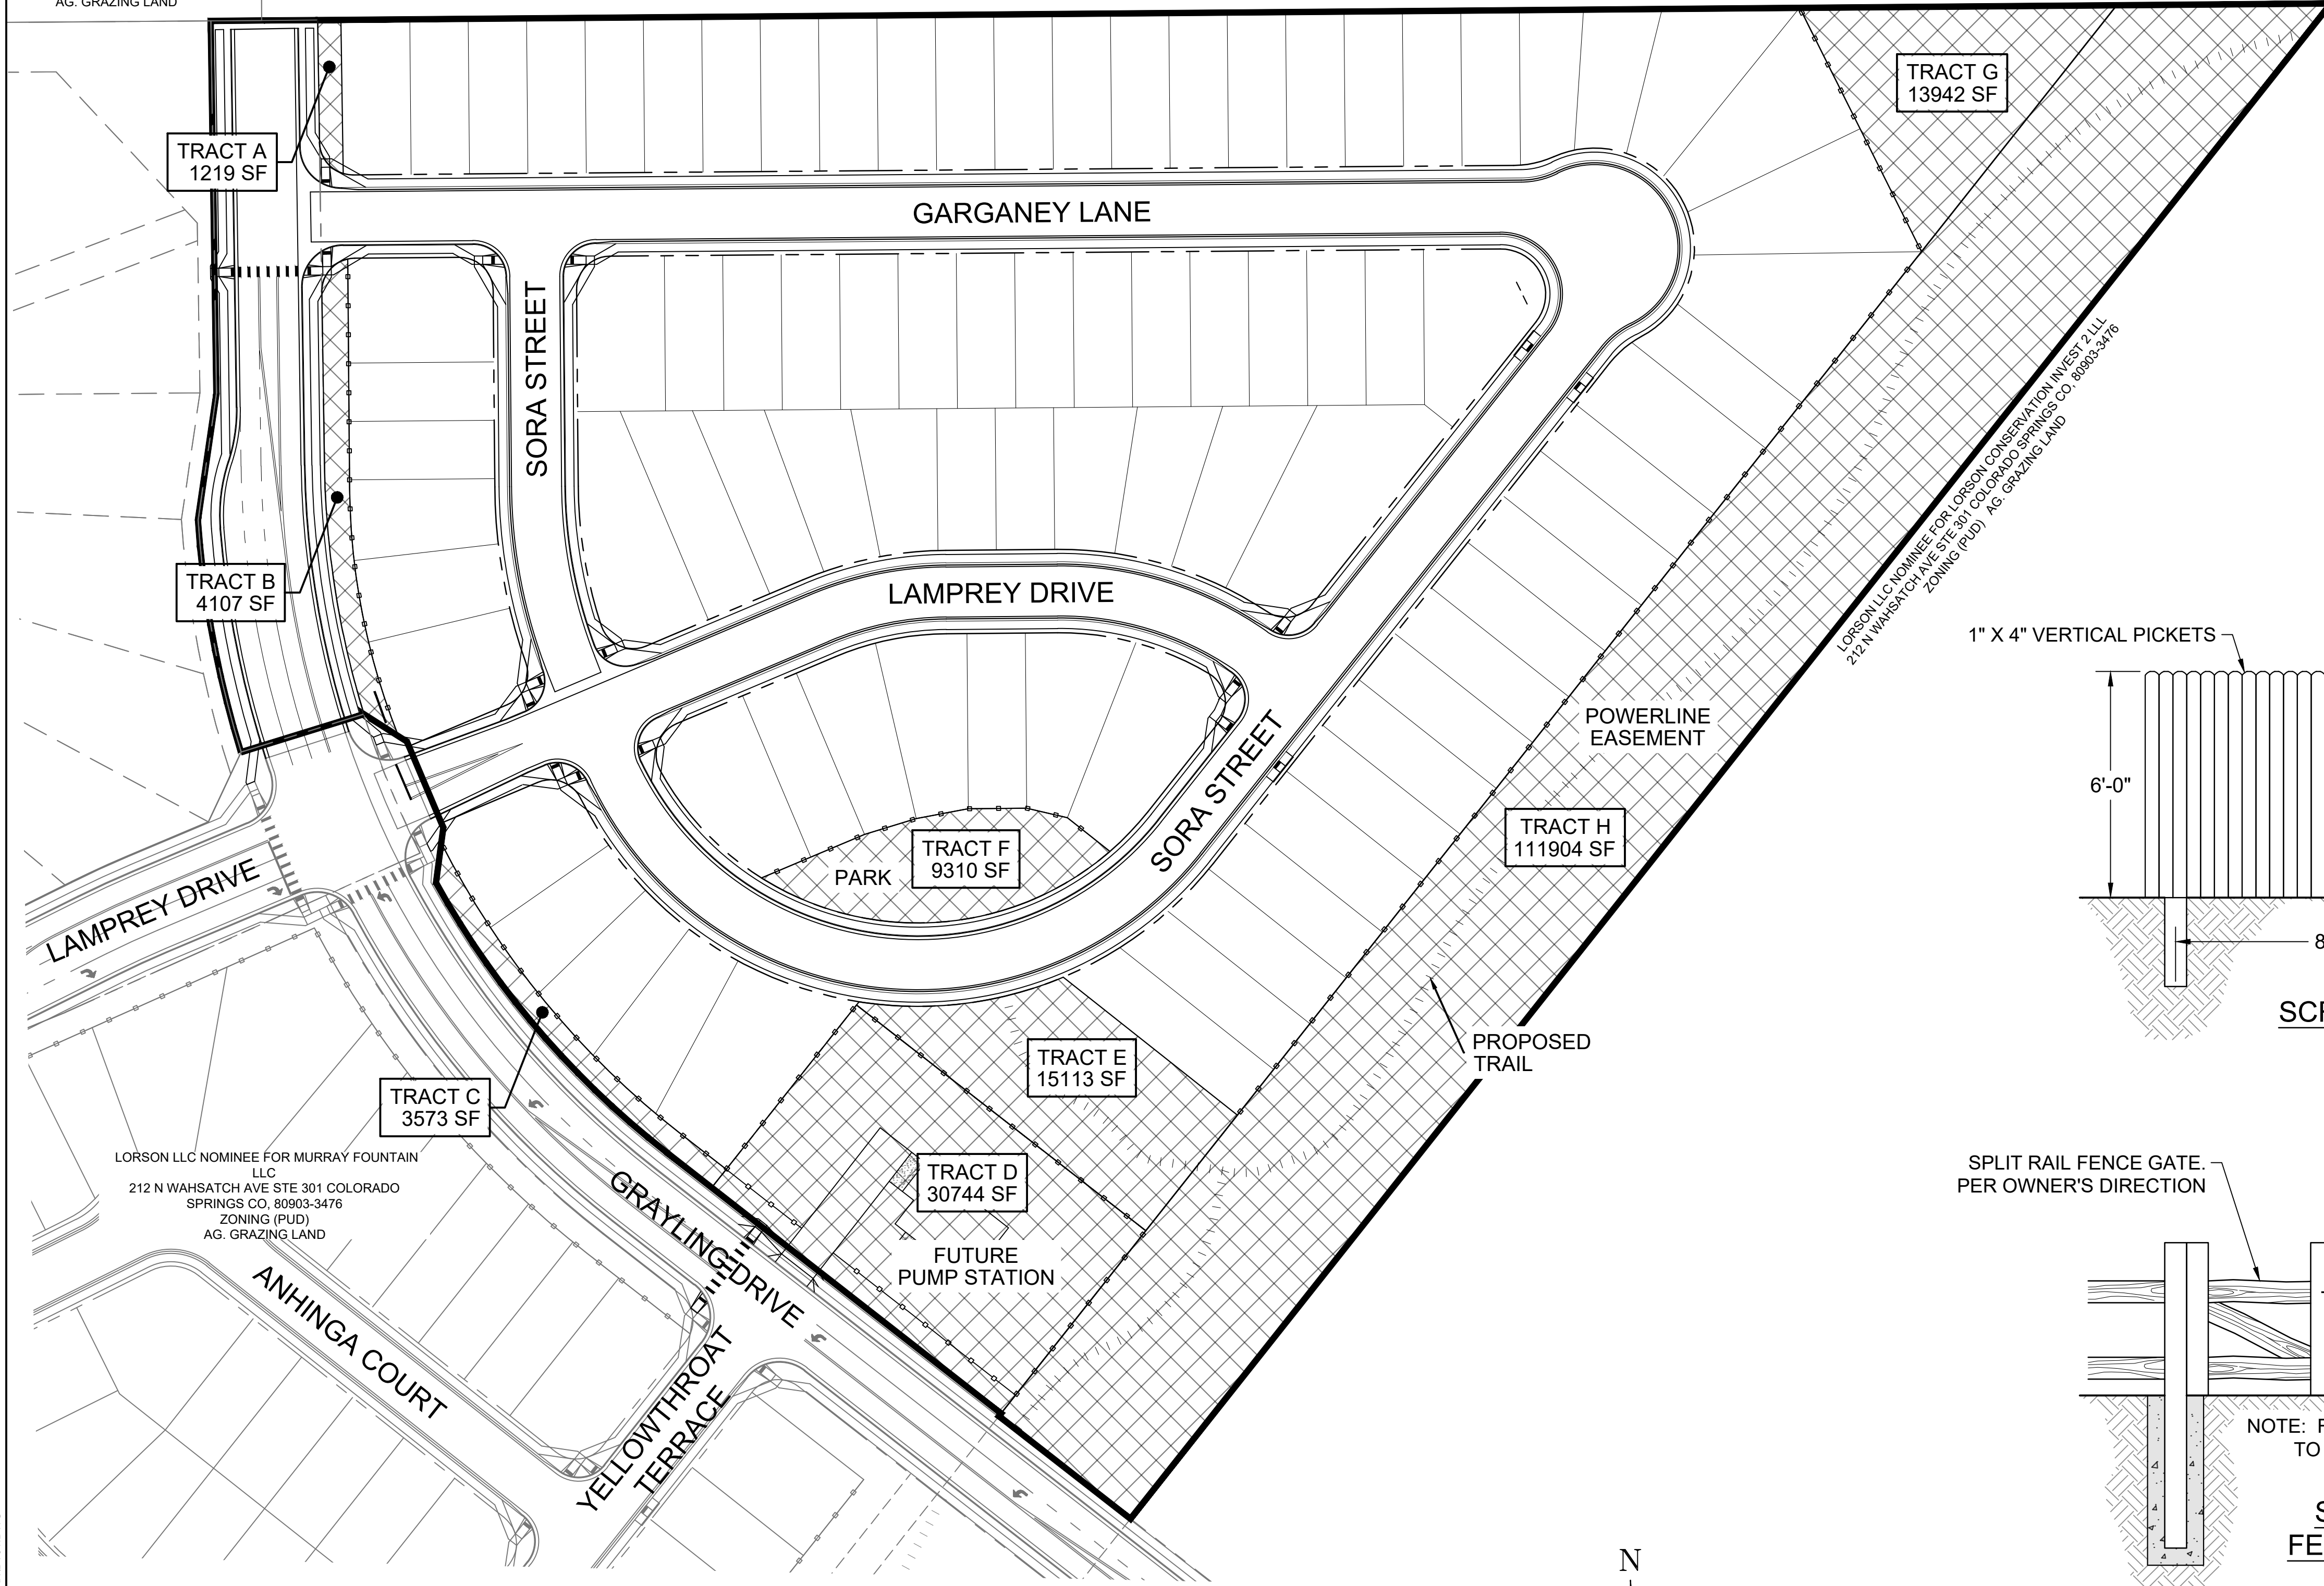 AG. GRAZING LAND
TRACT G
13942 SF
TRACT A
1219 SF
GARGANEY LANE
SORA STREET
LORSON LLC NOMINEE FOR LORSON CONSERVATION INVEST 2 LLL
212 N WAHSATCH AVE STE 301 COLORADO SPRINGS CO, 80903-3476
ZONING (PUD) AG. GRAZING LAND
TRACT B
4107 SF
LAMPREY DRIVE
1" X 4" VERTICAL PICKETS
POWERLINE
EASEMENT
6'-0"
SORA STREET
TRACT H
111904 SF
TRACT F
9310 SF
PARK
LAMPREY DRIVE
8
SCR
PROPOSED
TRAIL
TRACT E
15113 SF
TRACT C
3573 SF
LORSON LLC NOMINEE FOR MURRAY FOUNTAIN
LLC
212 N WAHSATCH AVE STE 301 COLORADO
SPRINGS CO, 80903-3476
ZONING (PUD)
AG. GRAZING LAND
TRACT D
30744 SF
FUTURE
PUMP STATION
GRAYLING DRIVE
SPLIT RAIL FENCE GATE.
PER OWNER'S DIRECTION
ANHINGA COURT
YELLOWTHROAT
TERRACE
NOTE:
TO
FE
N